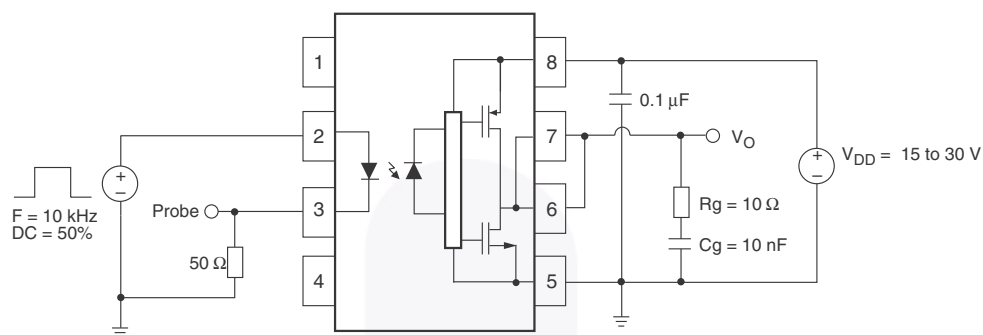 1
2
3
4
8
7
6
5
F = 10 kHz
DC = 50%
+
−
Probe
50 Ω
0.1 μF
V_O
Rg = 10 Ω
Cg = 10 nF
+
−
V_DD = 15 to 30 V